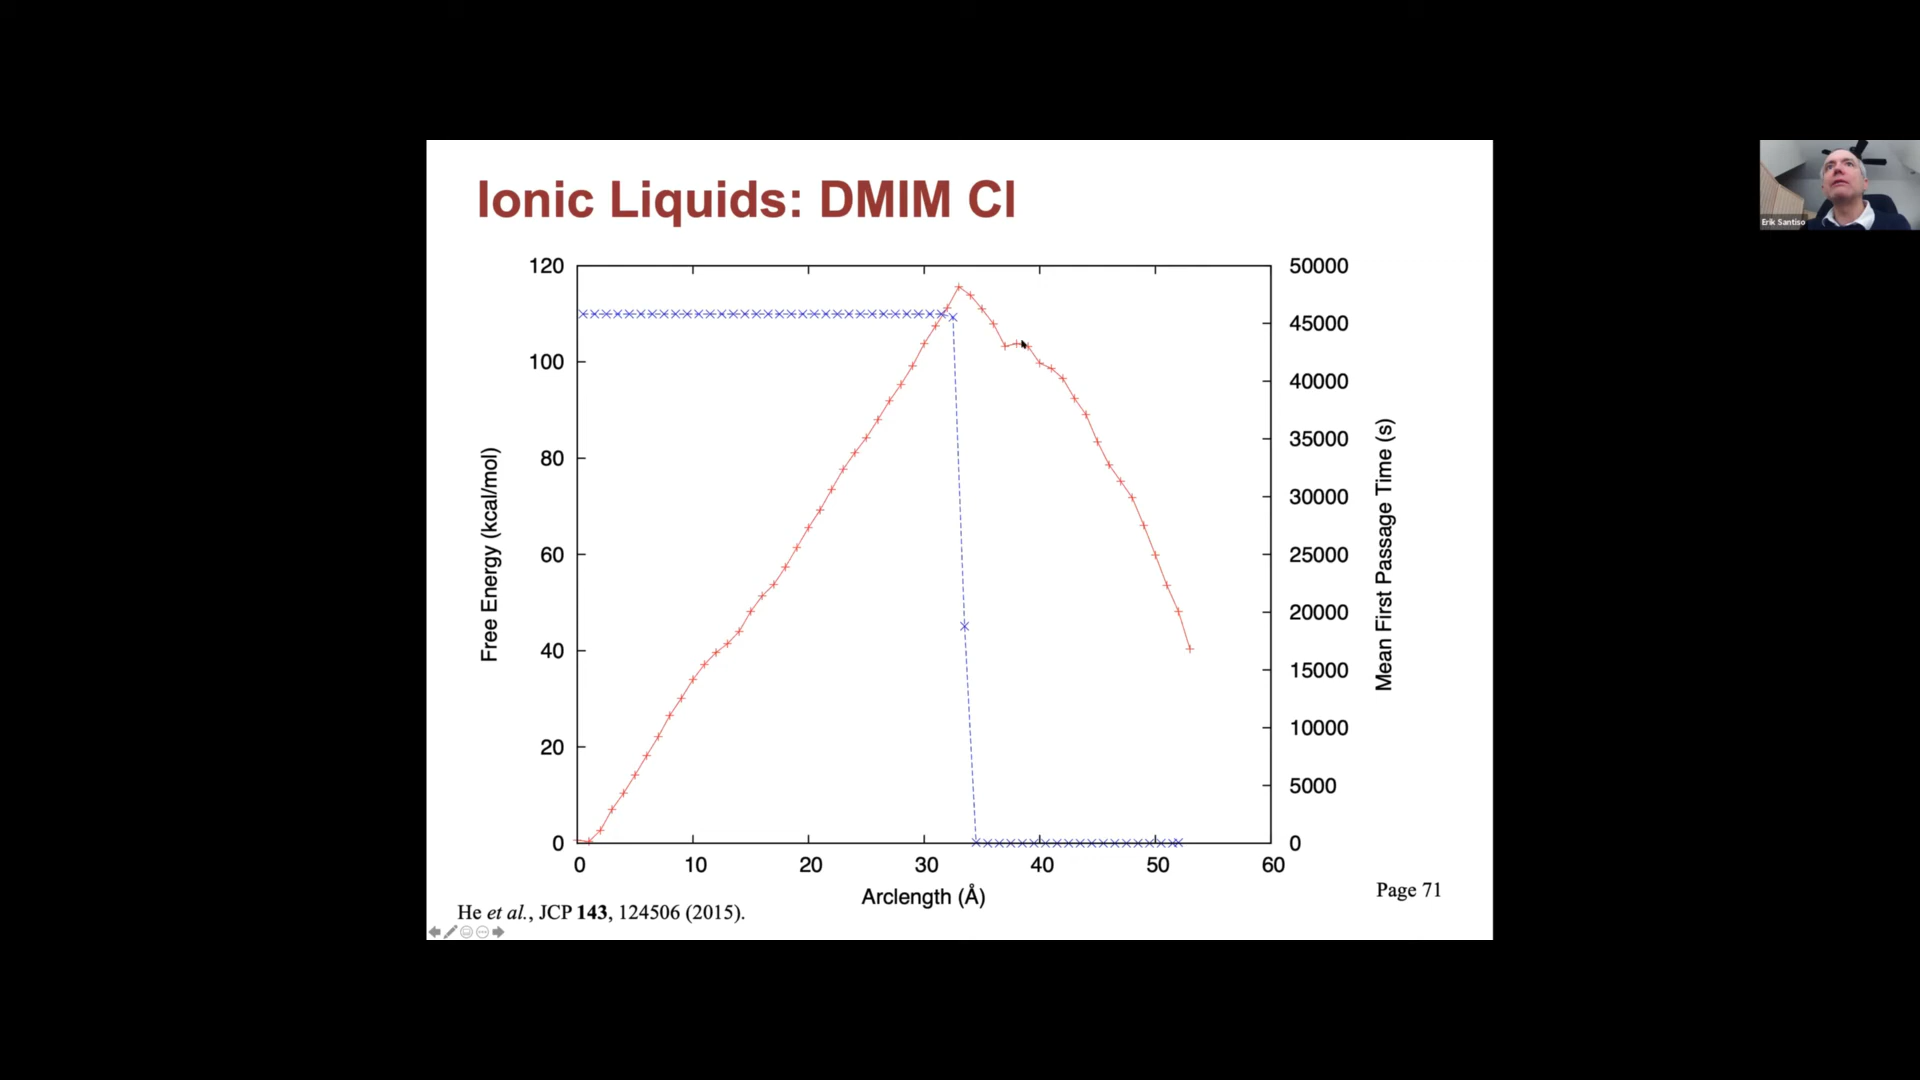 Ionic Liquids: DMIM Cl
120
100
80
60
40
20
0
Free Energy (kcal/mol)
50000
45000
40000
35000
30000
25000
20000
15000
10000
5000
0
Mean First Passage Time (s)
0 10 20 30 40 50 60
Arclength (Å)
Page 71
He et al., JCP 143, 124506 (2015).
Erik Santiso